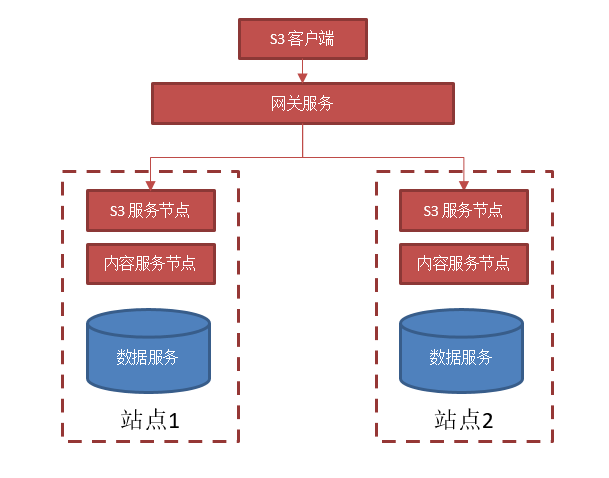 S3 客户端
网关服务
S3 服务节点
S3 服务节点
内容服务节点
内容服务节点
数据服务
数据服务
站点1
站点2